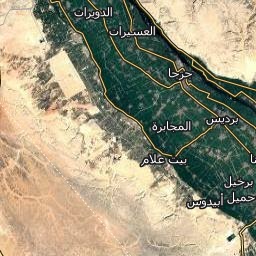 الدويرات
العسيرات
جرجا
المجابرة
برديس
بيت علام
برخيل
أبيدوس
جميل